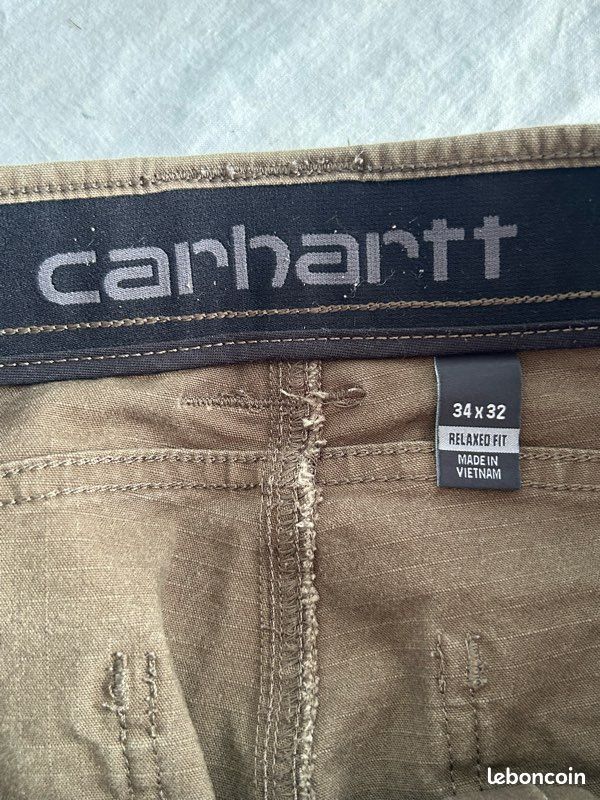 carhartt
34 x 32
RELAXED FIT
MADE IN
VIETNAM
leboncoin